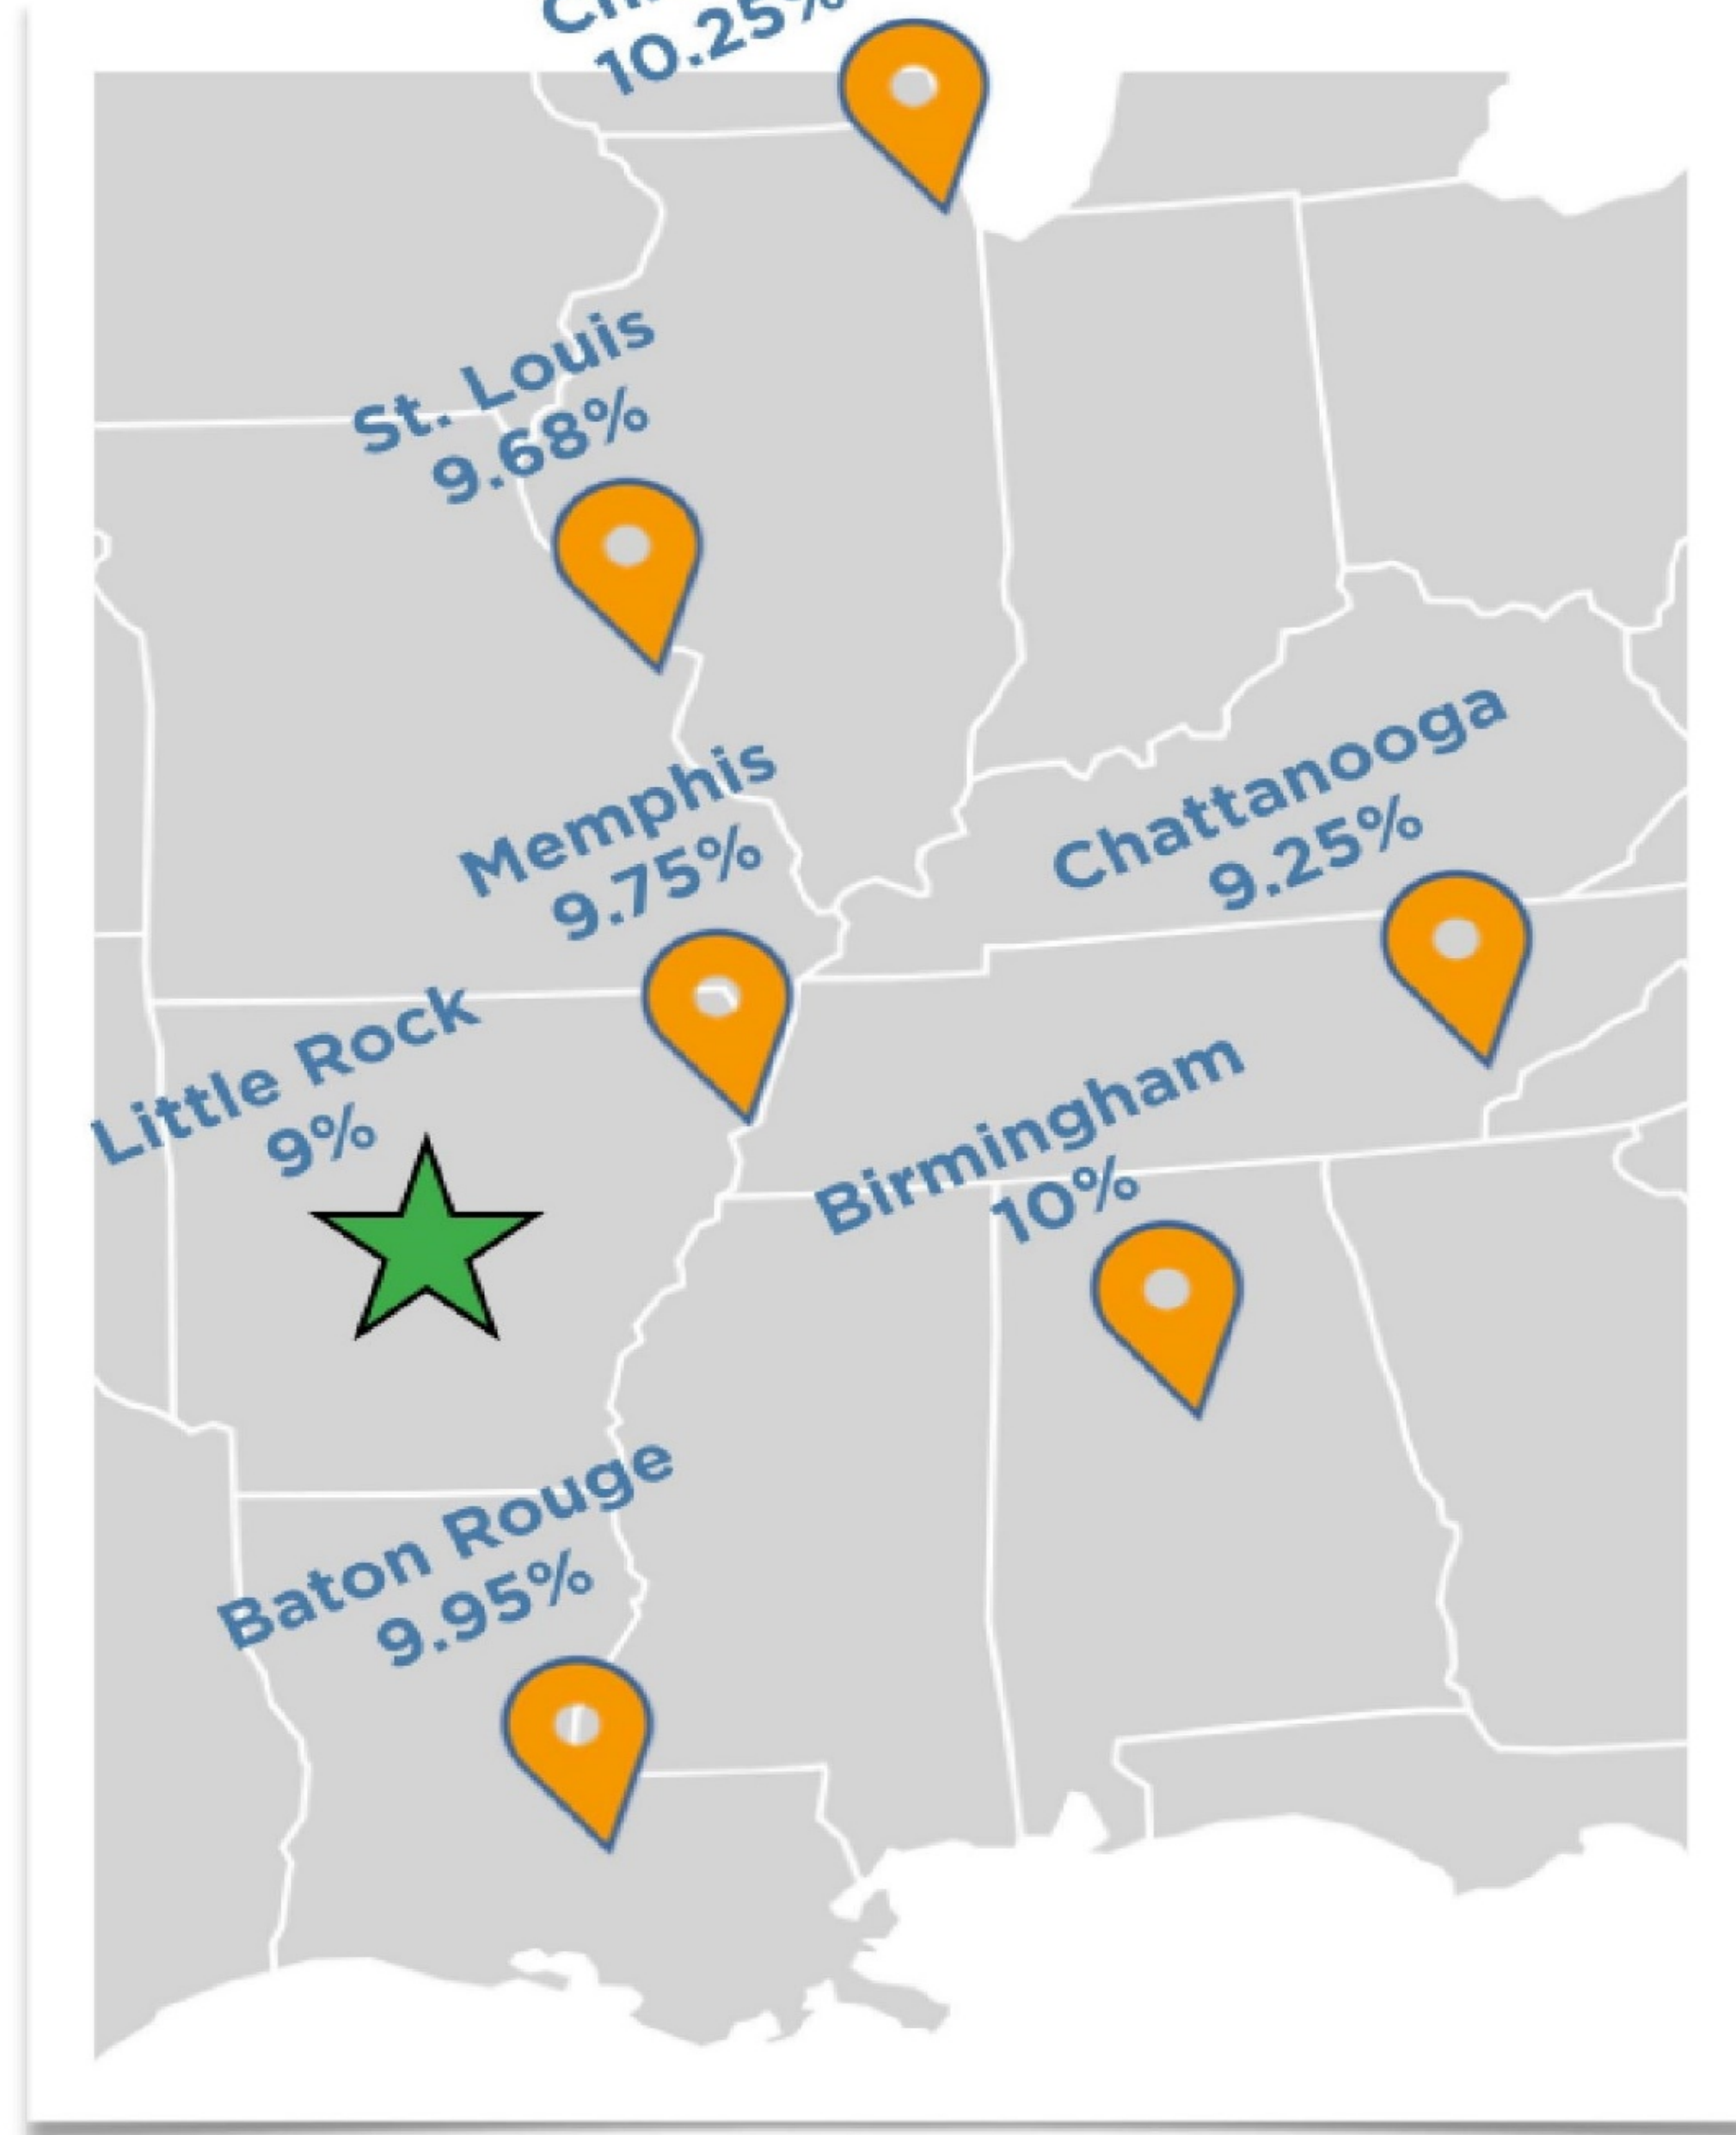 10.25%
St. Louis
9.68%
Memphis
9.75%
Chattanooga
9.25%
Little Rock
9%
Birmingham
10%
Baton Rouge
9.95%